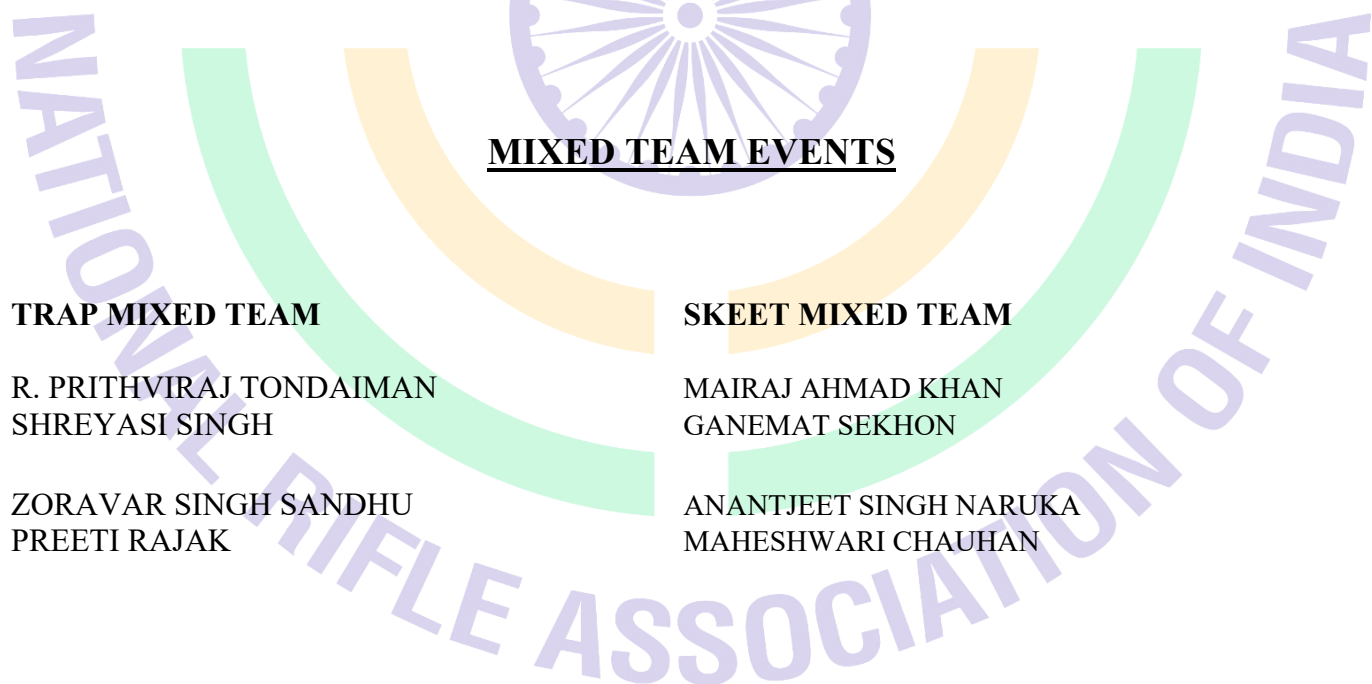 NATIONAL RIFLE ASSOCIATION OF INDIA
MIXED TEAM EVENTS
TRAP MIXED TEAM
R. PRITHVIRAJ TONDAIMAN
SHREYASI SINGH
ZORAVAR SINGH SANDHU
PREETI RAJAK
SKEET MIXED TEAM
MAIRAJ AHMAD KHAN
GANEMAT SEKHON
ANANTJEET SINGH NARUKA
MAHESHWARI CHAUHAN